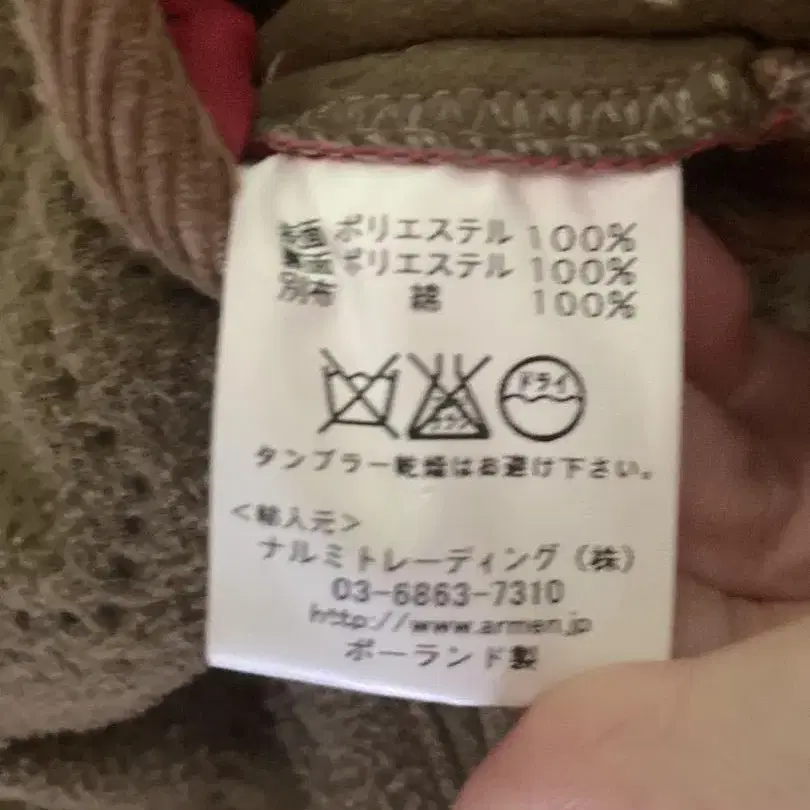 表面 ポリエステル 100%
裏面 ポリエステル 100%
別布 綿 100%
ドライ
タンブラー乾燥はお避け下さい。
<輸入元>
ナルミトレーディング(株)
03-6863-7310
http://www.armen.jp
ポーランド製